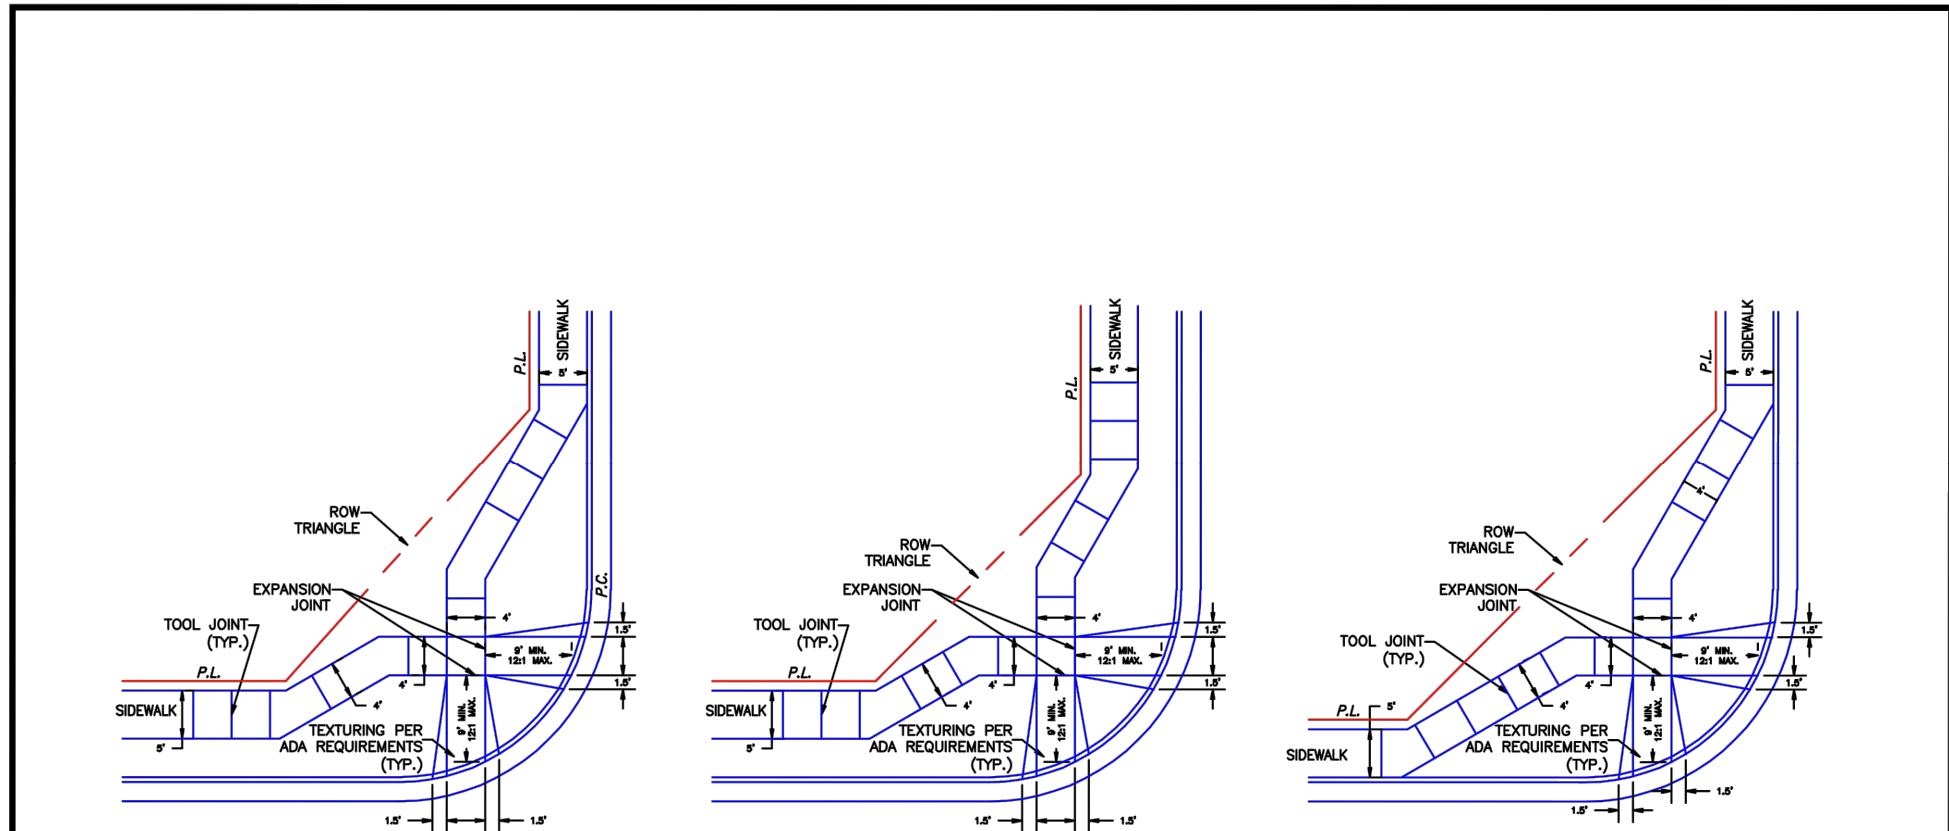 SIDEWALK
P.L.
5'
ROW
TRIANGLE
EXPANSION
JOINT
P.C.
TOOL JOINT
(TYP.)
4'
1.5'
9' MIN.
12:1 MAX.
P.L.
4'
1.5'
SIDEWALK
4'
5'
9' MIN.
12:1 MAX.
TEXTURING PER
ADA REQUIREMENTS
(TYP.)
1.5'
1.5'
SIDEWALK
P.L.
5'
ROW
TRIANGLE
EXPANSION
JOINT
TOOL JOINT
(TYP.)
4'
1.5'
9' MIN.
12:1 MAX.
P.L.
4'
1.5'
SIDEWALK
4'
5'
9' MIN.
12:1 MAX.
TEXTURING PER
ADA REQUIREMENTS
(TYP.)
1.5'
1.5'
SIDEWALK
P.L.
5'
4'
ROW
TRIANGLE
EXPANSION
JOINT
TOOL JOINT
(TYP.)
4'
1.5'
9' MIN.
12:1 MAX.
4'
1.5'
P.L.
5'
4'
SIDEWALK
9' MIN.
12:1 MAX.
TEXTURING PER
ADA REQUIREMENTS
(TYP.)
1.5'
1.5'